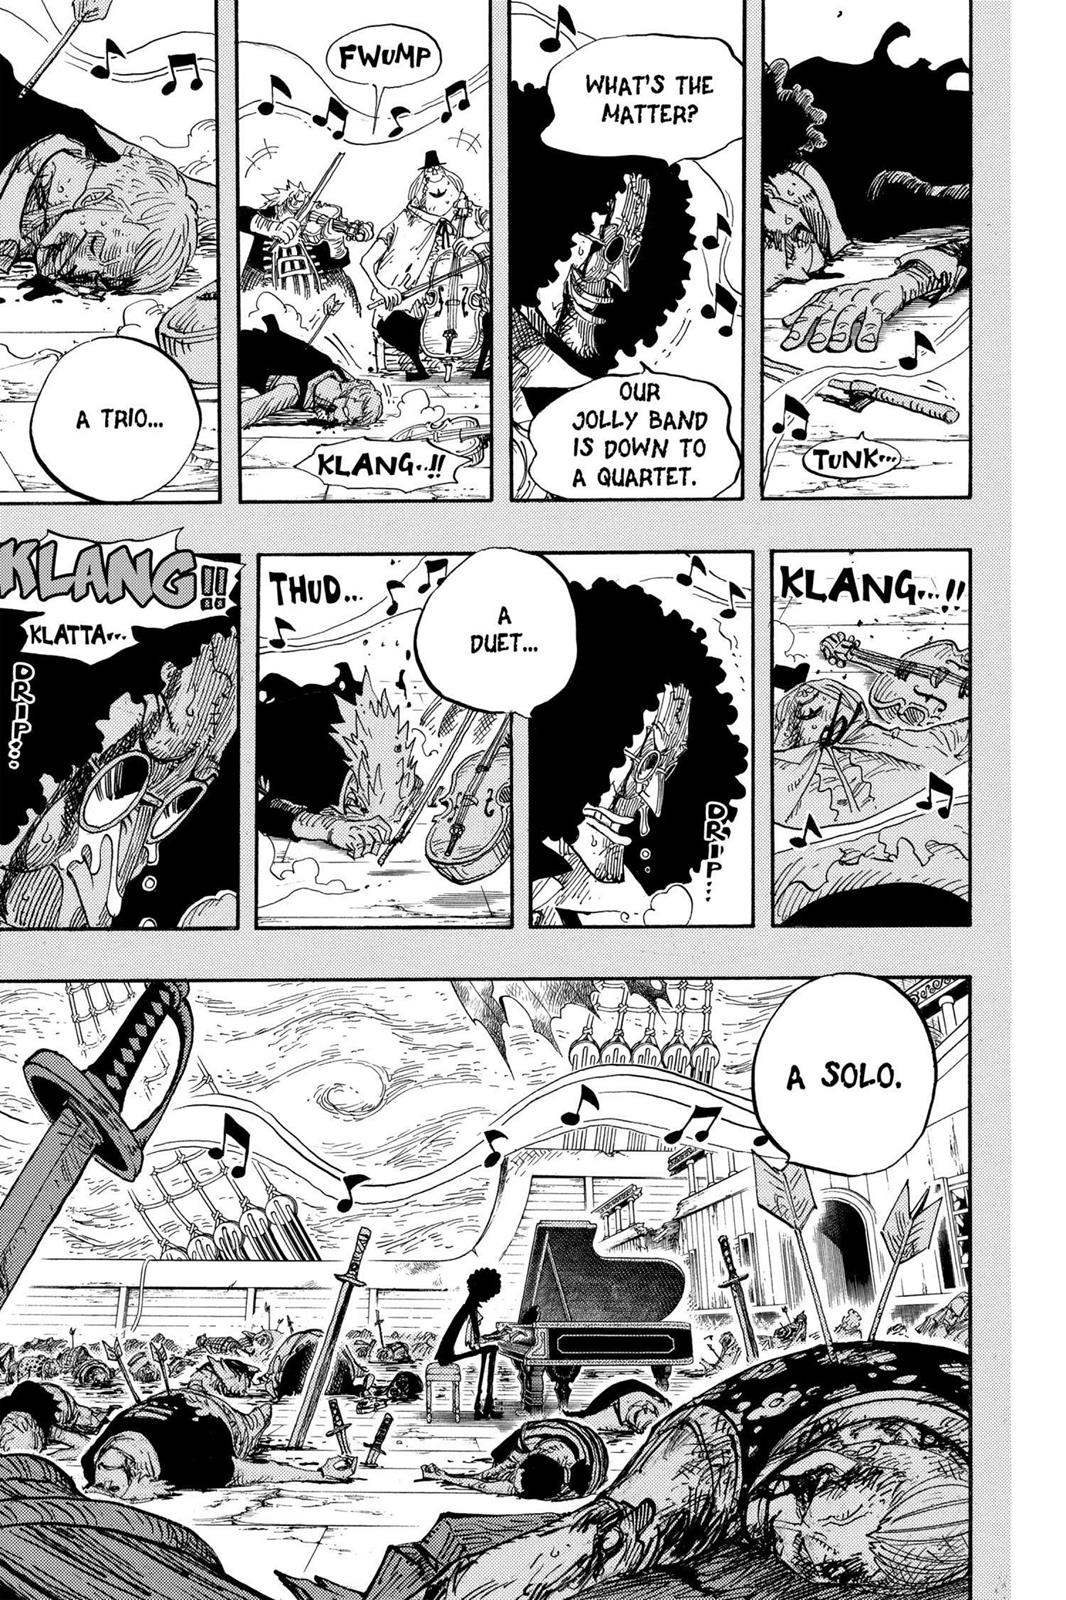 WHAT'S THE
MATTER?
TUNK...
OUR
JOLLY BAND
IS DOWN TO
A QUARTET.
FWUMP
KLANG...!!
A TRIO...
KLANG...!!
A
DUET...
DRIP...
THUD...
KLANG!!
KLATTA...
DRIP...
A SOLO.